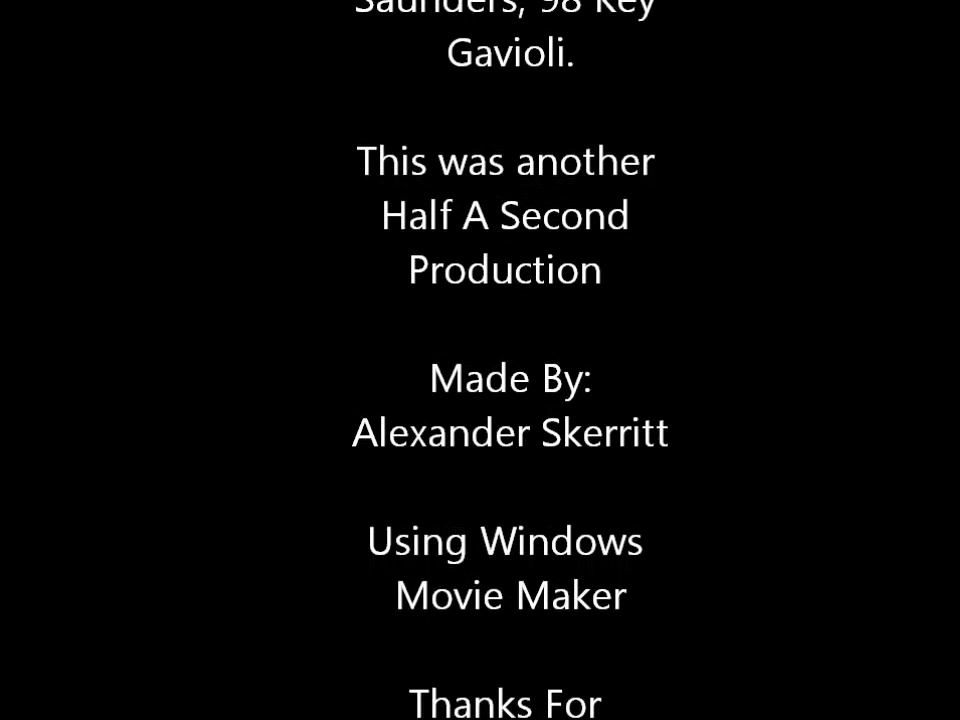 Saunders, 98 Key
Gavioli.
This was another
Half A Second
Production
Made By:
Alexander Skerritt
Using Windows
Movie Maker
Thanks For